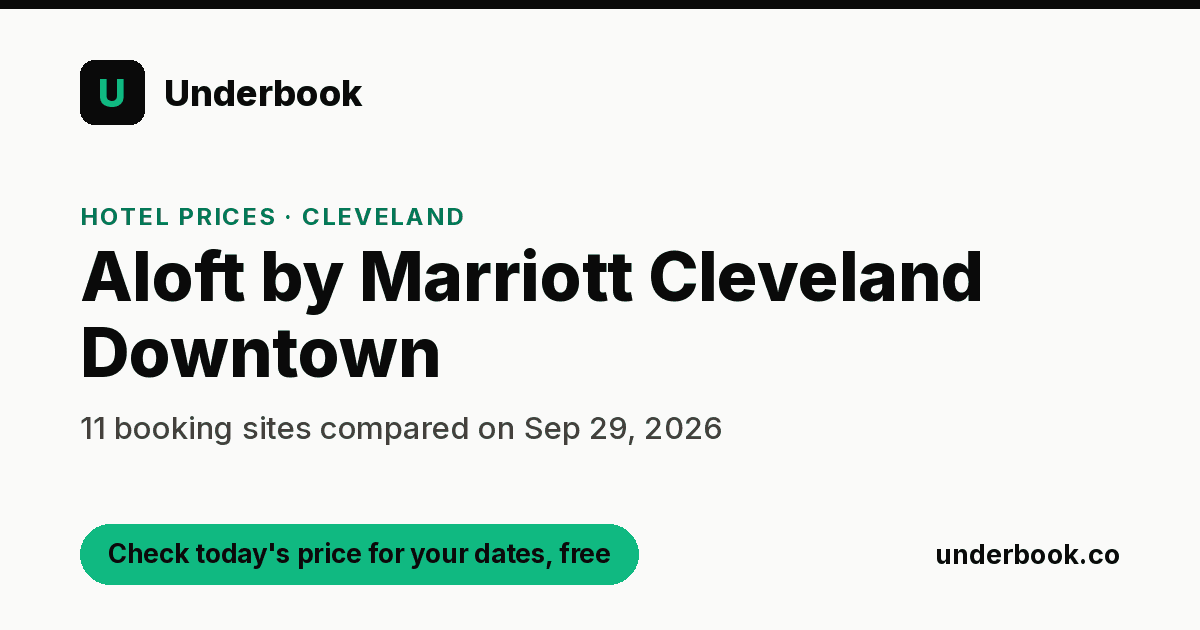 U Underbook
HOTEL PRICES · CLEVELAND
Aloft by Marriott Cleveland
Downtown
11 booking sites compared on Sep 29, 2026
Check today's price for your dates, free
underbook.co